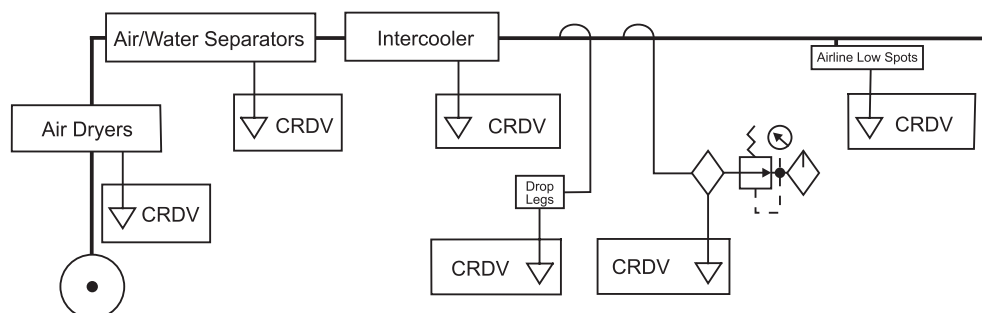 Air/Water Separators
Intercooler
Airline Low Spots
CRDV
CRDV
CRDV
Air Dryers
CRDV
Drop
Legs
CRDV
CRDV